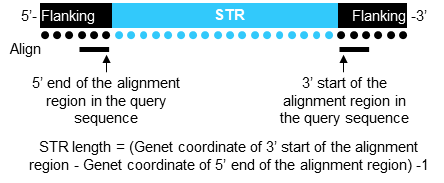 5’- Flanking STR Flanking -3’
Align
5’ end of the alignment
region in the query
sequence
3’ start of the
alignment region in
the query sequence
STR length = (Genet coordinate of 3’ start of the alignment
region - Genet coordinate of 5’ end of the alignment region) -1